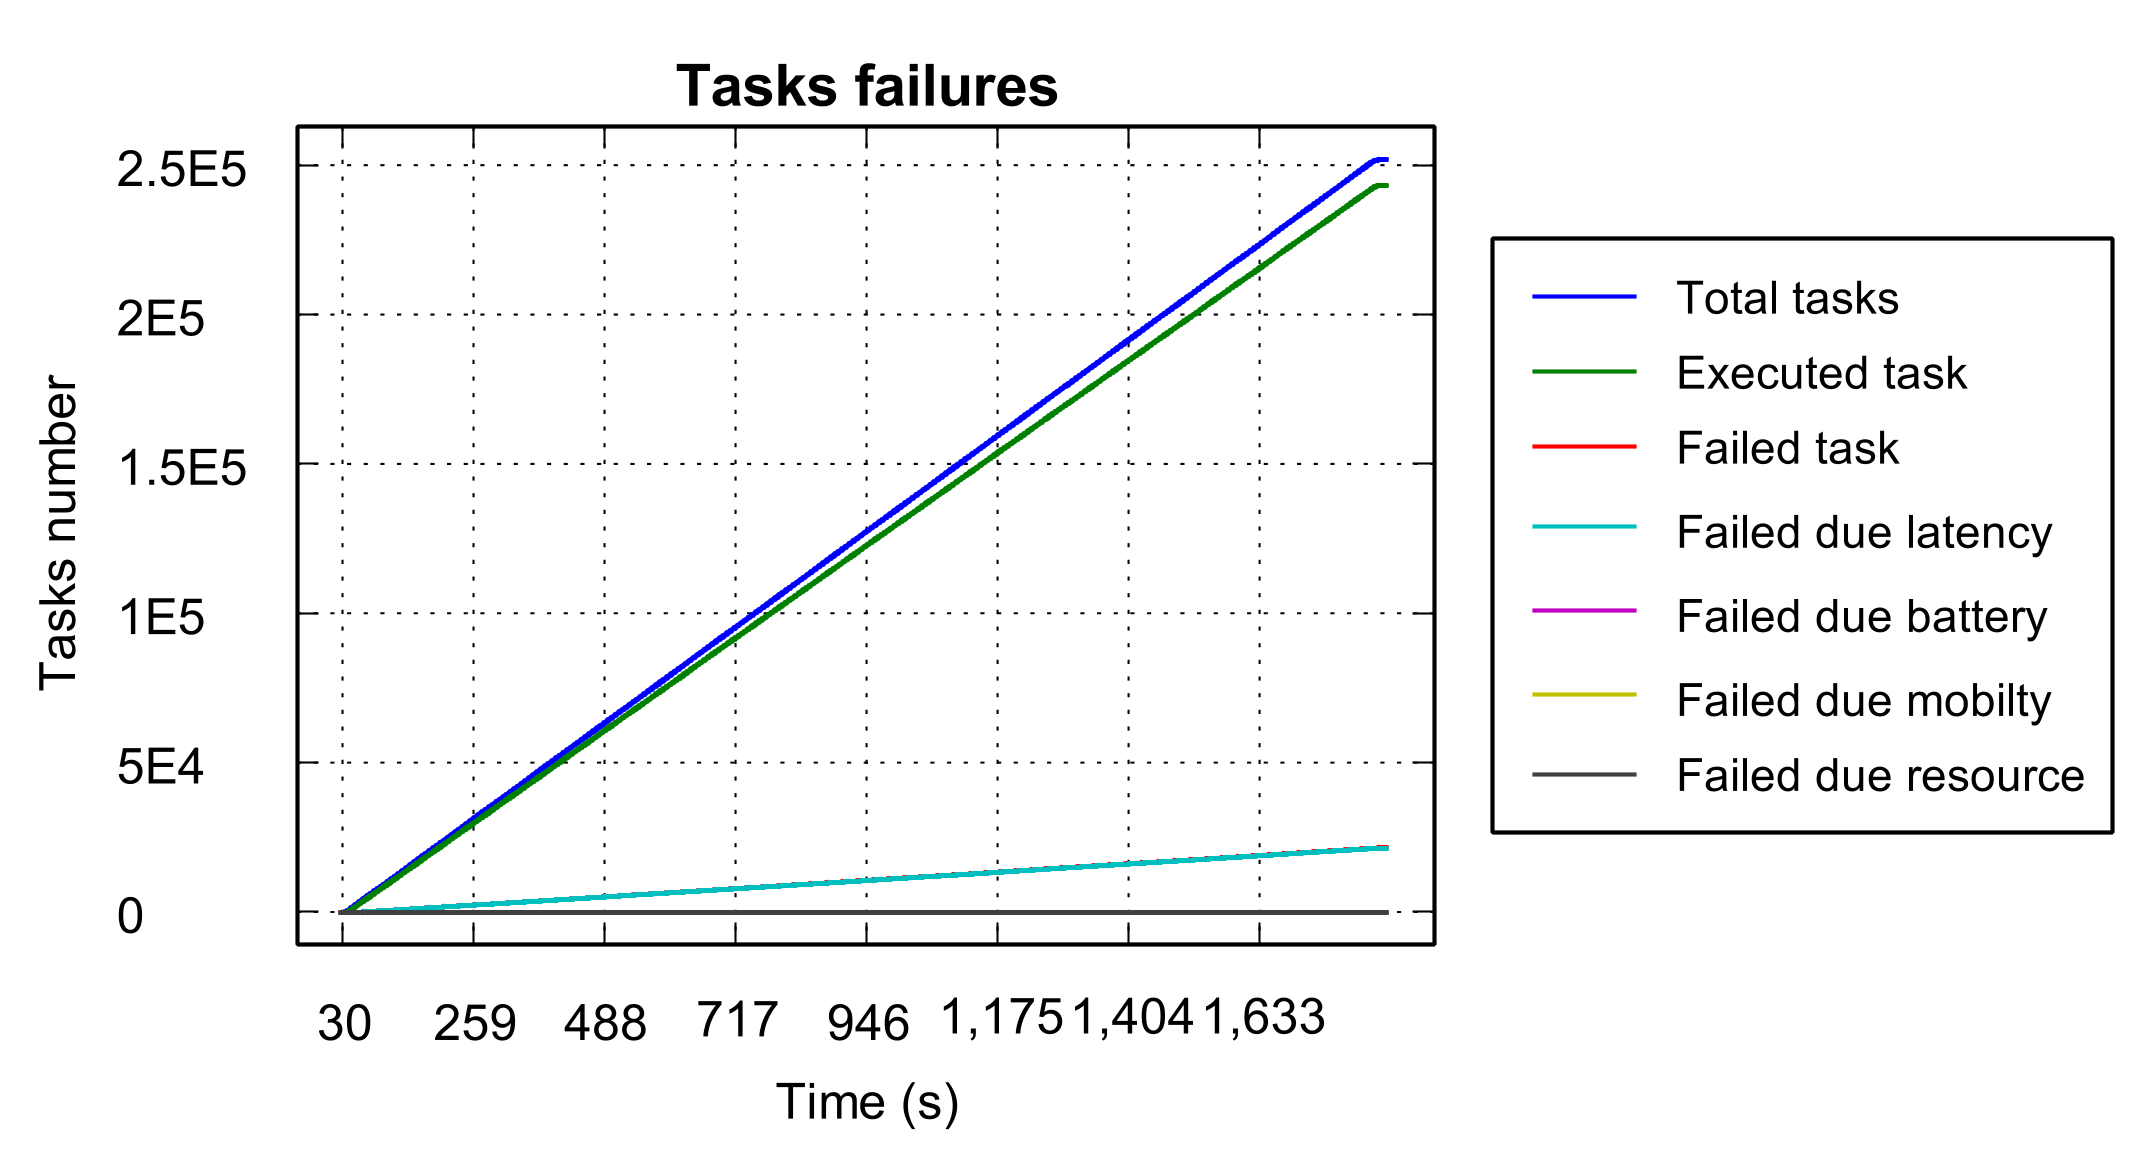 Tasks failures
2.5E5
2E5
1.5E5
1E5
5E4
0
Tasks number
30 259 488 717 946 1,175 1,404 1,633
Time (s)
Total tasks
Executed task
Failed task
Failed due latency
Failed due battery
Failed due mobilty
Failed due resource